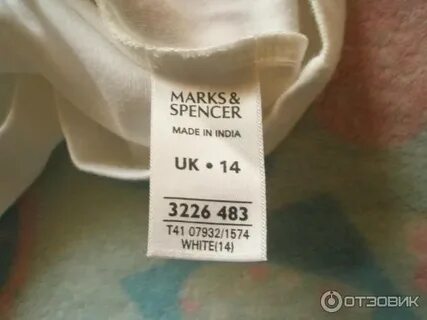 MARKS &
SPENCER
MADE IN INDIA
UK • 14
3226 483
T41 07932/1574
WHITE(14)
ОТЗОВИК